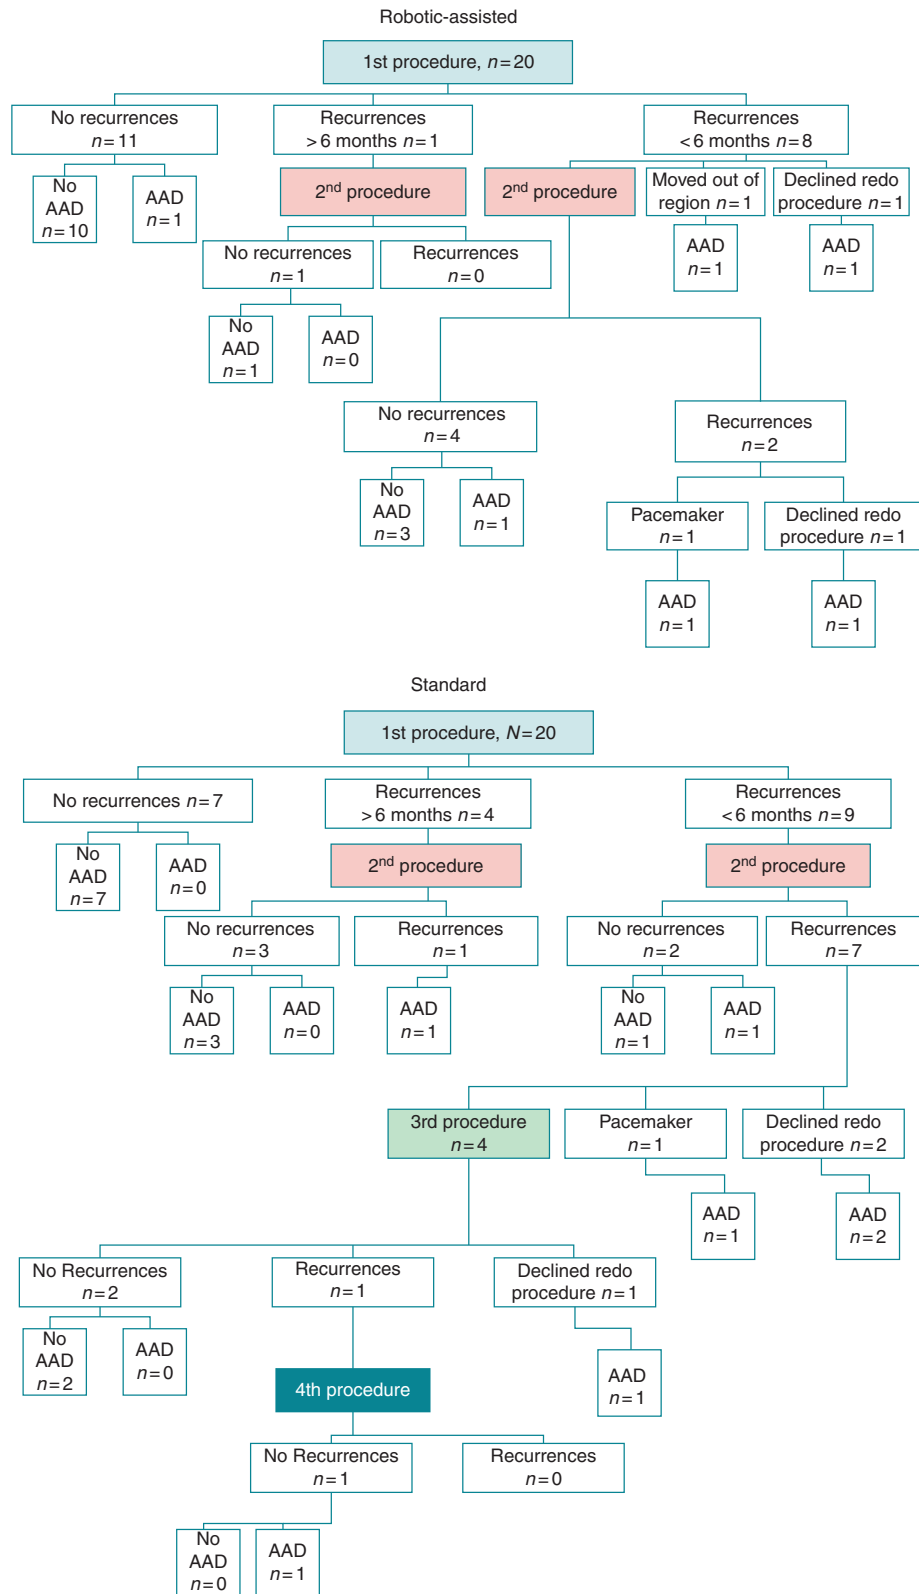 Robotic-assisted
1st procedure, n=20
No recurrences
n=11
Recurrences
>6 months n=1
Recurrences
<6 months n=8
No
AAD
n=10
AAD
n=1
2nd procedure
2nd procedure
Moved out of
region n=1
Declined redo
procedure n=1
No recurrences
n=1
Recurrences
n=0
AAD
n=1
AAD
n=1
No
AAD
n=1
AAD
n=0
No recurrences
n=4
Recurrences
n=2
No
AAD
n=3
AAD
n=1
Pacemaker
n=1
Declined redo
procedure n=1
AAD
n=1
AAD
n=1
Standard
1st procedure, N=20
No recurrences n=7
Recurrences
>6 months n=4
Recurrences
<6 months n=9
No
AAD
n=7
AAD
n=0
2nd procedure
2nd procedure
No recurrences
n=3
Recurrences
n=1
No recurrences
n=2
Recurrences
n=7
No
AAD
n=3
AAD
n=0
AAD
n=1
No
AAD
n=1
AAD
n=1
3rd procedure
n=4
Pacemaker
n=1
Declined redo
procedure n=2
AAD
n=1
AAD
n=2
No Recurrences
n=2
Recurrences
n=1
Declined redo
procedure n=1
No
AAD
n=2
AAD
n=0
AAD
n=1
4th procedure
No Recurrences
n=1
Recurrences
n=0
No
AAD
n=0
AAD
n=1